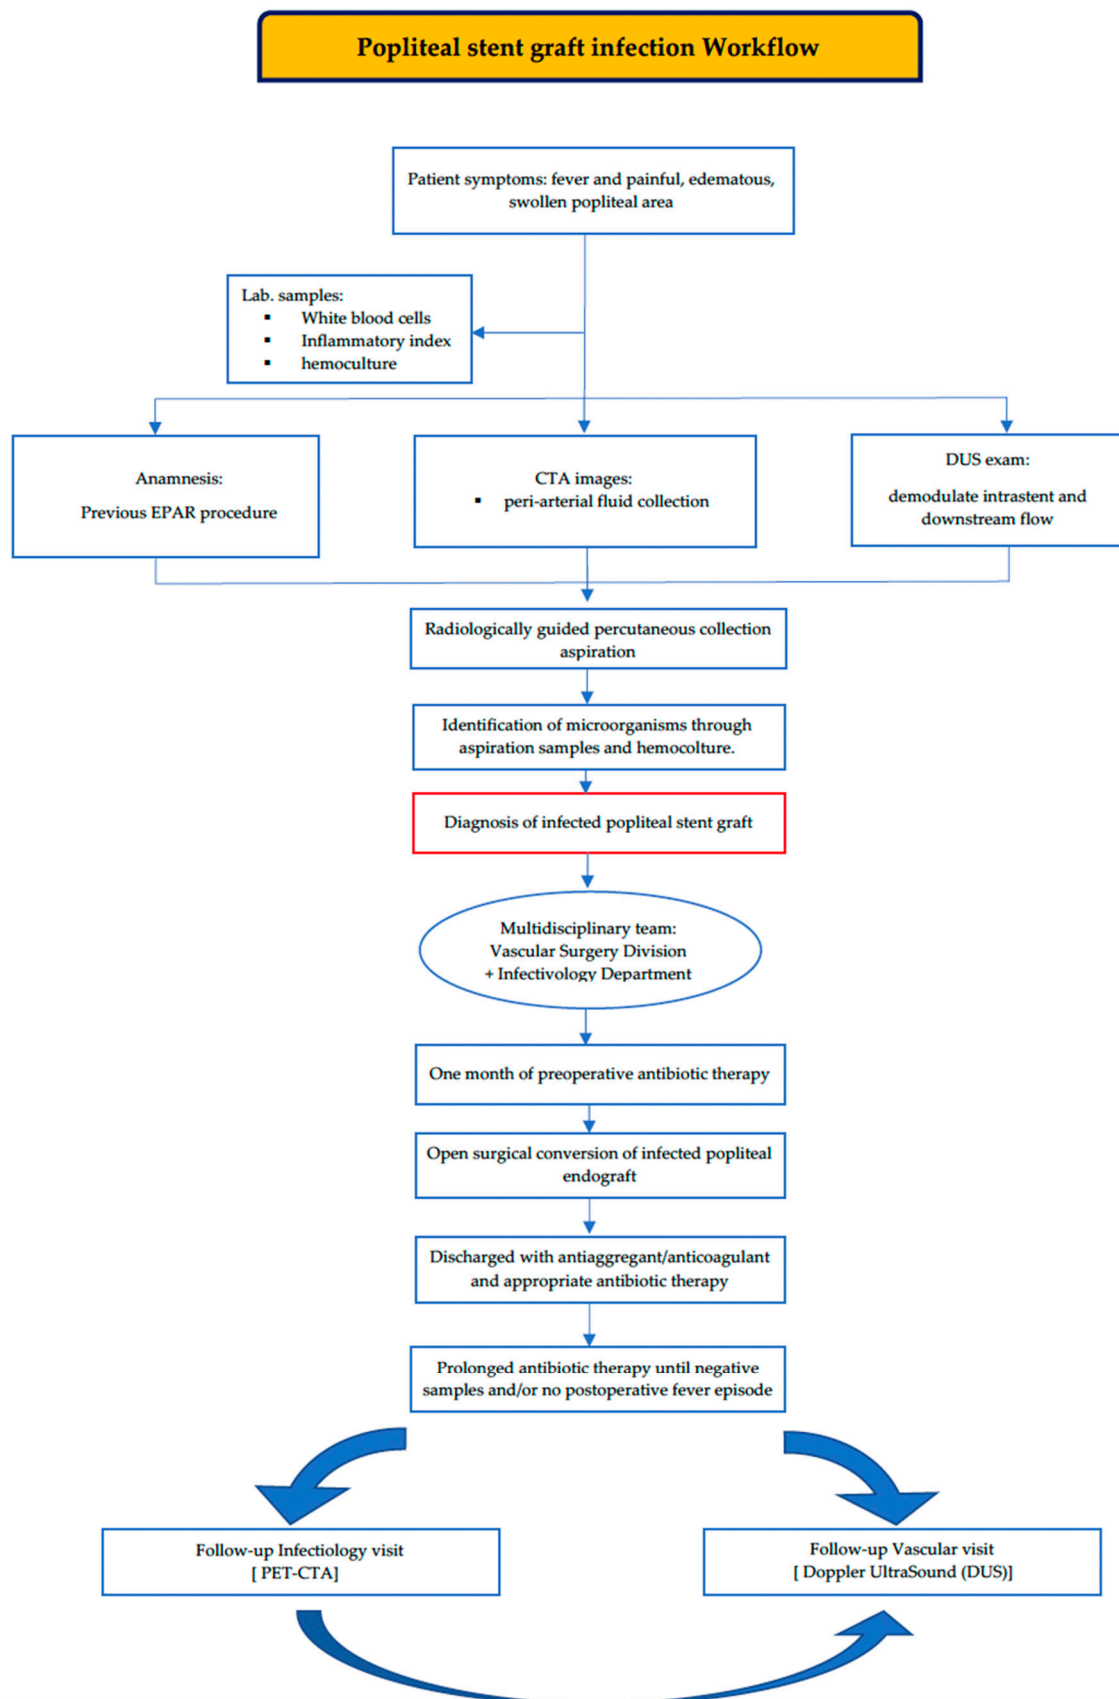 Popliteal stent graft infection Workflow
Patient symptoms: fever and painful, edematous,
swollen popliteal area
Lab. samples:
▪ White blood cells
▪ Inflammatory index
▪ hemoculture
Anamnesis:
Previous EPAR procedure
CTA images:
▪ peri-arterial fluid collection
DUS exam:
demodulate intrastent and
downstream flow
Radiologically guided percutaneous collection
aspiration
Identification of microorganisms through
aspiration samples and hemocolture.
Diagnosis of infected popliteal stent graft
Multidisciplinary team:
Vascular Surgery Division
+ Infectivology Department
One month of preoperative antibiotic therapy
Open surgical conversion of infected popliteal
endograft
Discharged with antiaggregant/anticoagulant
and appropriate antibiotic therapy
Prolonged antibiotic therapy until negative
samples and/or no postoperative fever episode
Follow-up Infectiology visit
[ PET-CTA]
Follow-up Vascular visit
[ Doppler UltraSound (DUS)]